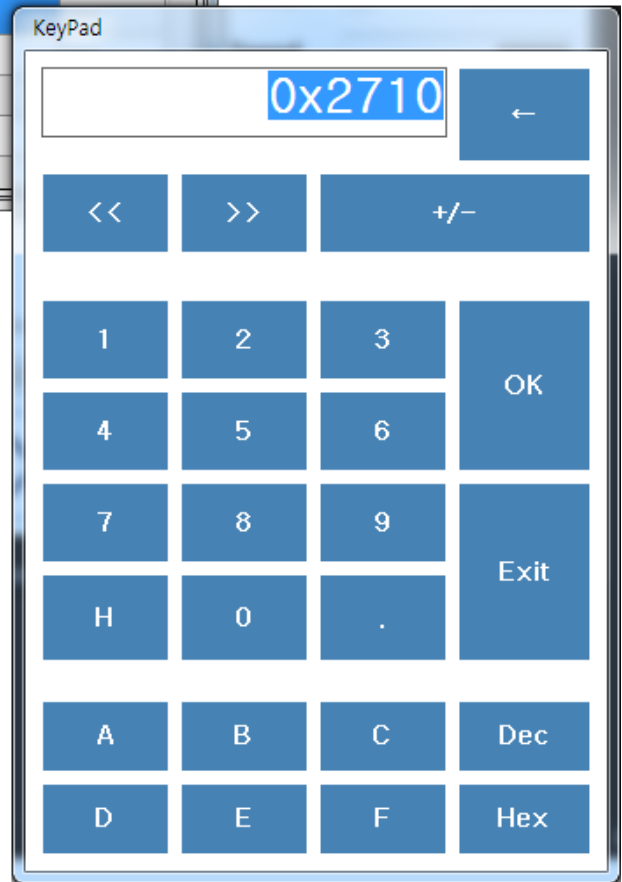 KeyPad
0x2710 ←
<< >> +/-
1 2 3
OK
4 5 6
7 8 9
Exit
H 0 .
A B C Dec
D E F Hex